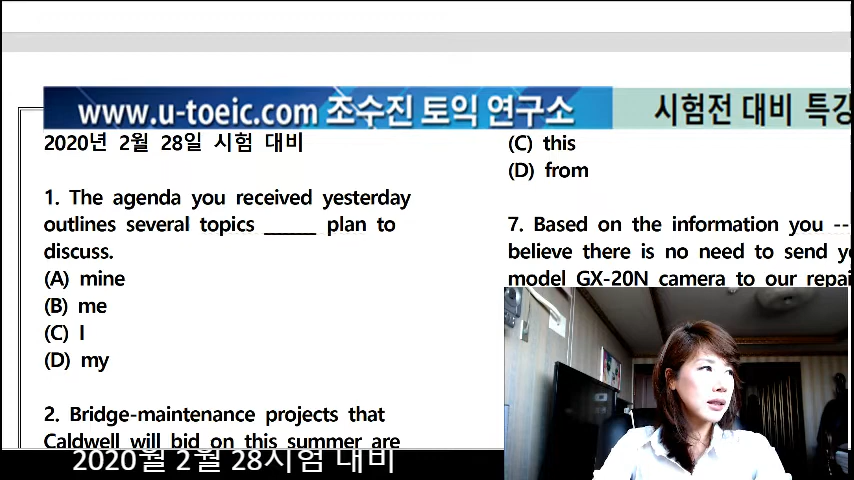 www.u-toeic.com 조수진 토익 연구소
시험전 대비 특강
2020년 2월 28일 시험 대비
1. The agenda you received yesterday
outlines several topics _____ plan to
discuss.
(A) mine
(B) me
(C) I
(D) my
2. Bridge-maintenance projects that
Caldwell will bid on this summer are
(C) this
(D) from
7. Based on the information you --
believe there is no need to send
model GX-20N camera to our
2020월 2월 28시험 대비